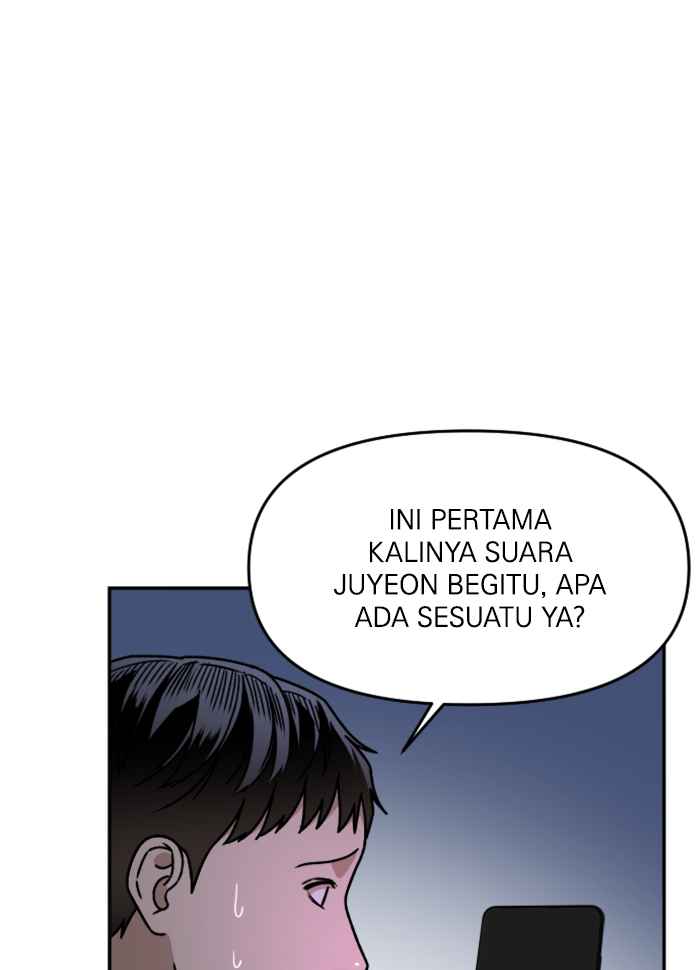 INI PERTAMA
KALINYA SUARA
JUYEON BEGITU, APA
ADA SESUATU YA?